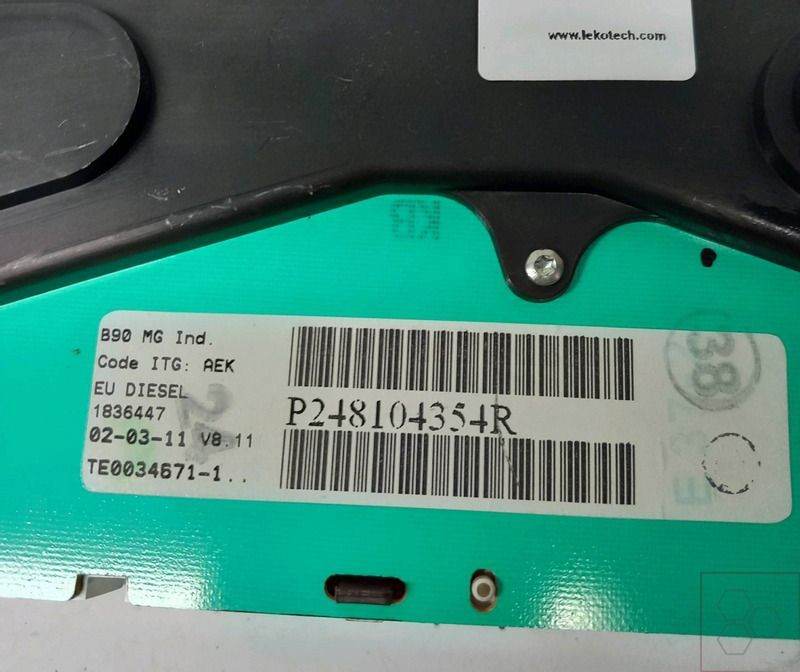 www.lekotech.com
KB
B90 MG Ind.
Code ITG: AEK
EU DIESEL
1836447
02-03-11 V8.11
TE0034671-1..
P248104354R
24
38